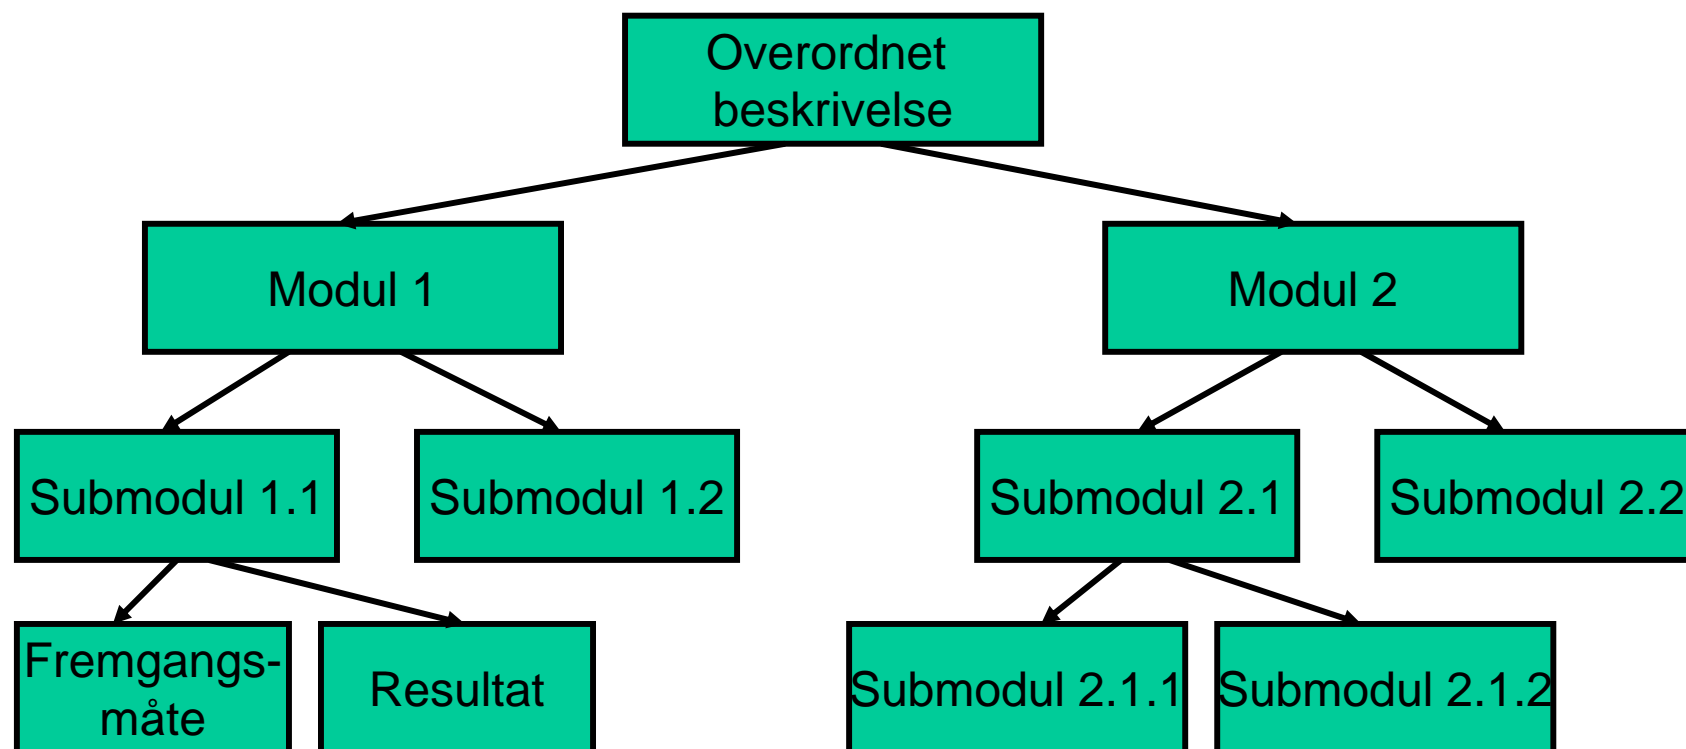 Overordnet
beskrivelse
Modul 1
Modul 2
Submodul 1.1
Submodul 1.2
Submodul 2.1
Submodul 2.2
Fremgangs-
måte
Resultat
Submodul 2.1.1
Submodul 2.1.2